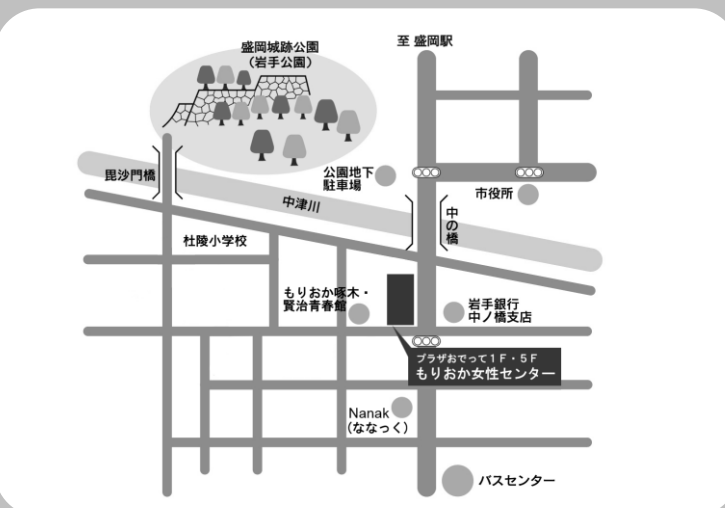 至 盛岡駅
盛岡城跡公園
（岩手公園）
毘沙門橋
公園地下
駐車場
市役所
中津川
中の橋
杜陵小学校
もりおか啄木・
賢治青春館
岩手銀行
中ノ橋支店
プラザおでって１Ｆ・５Ｆ
もりおか女性センター
Nanak
（ななっく）
バスセンター